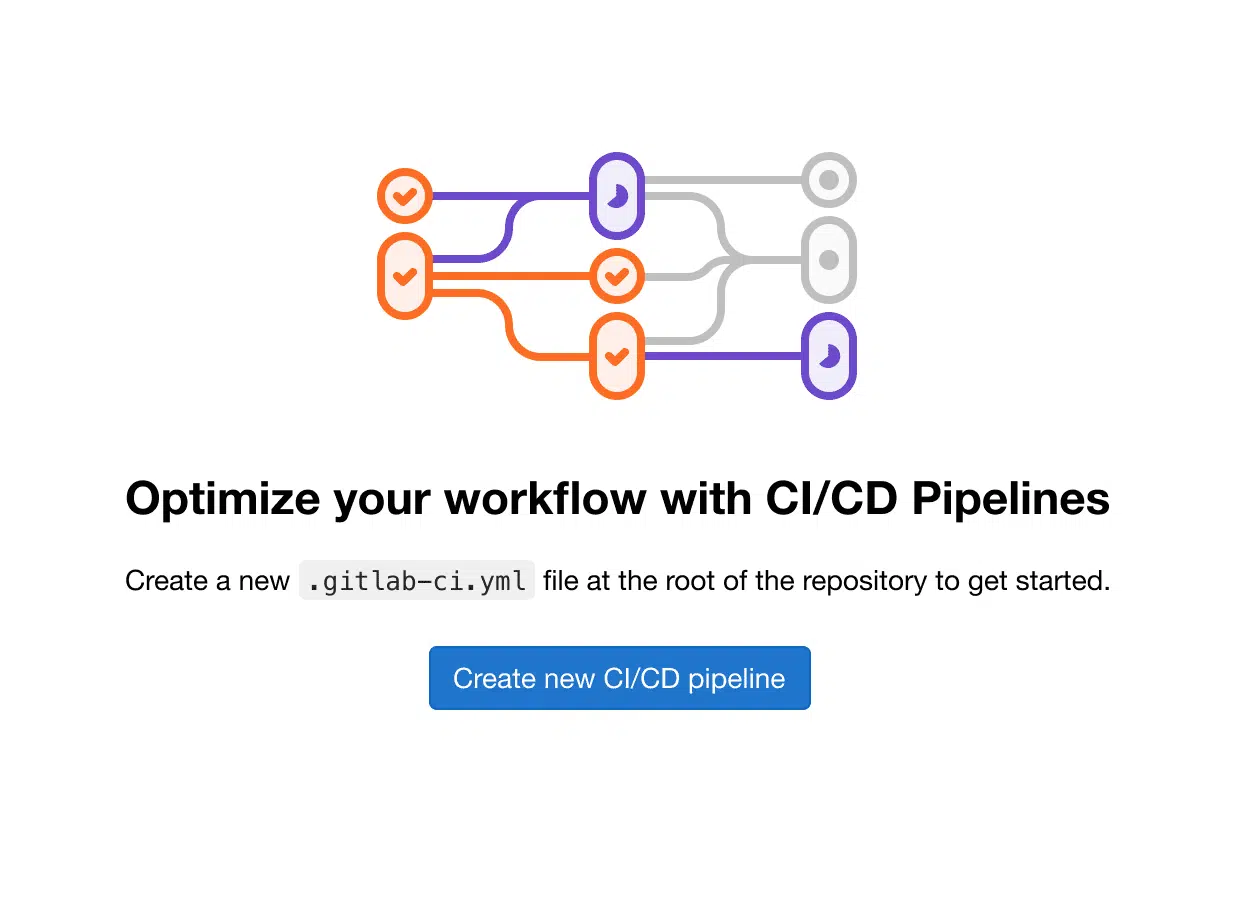 Optimize your workflow with CI/CD Pipelines
Create a new .gitlab-ci.yml file at the root of the repository to get started.
Create new CI/CD pipeline